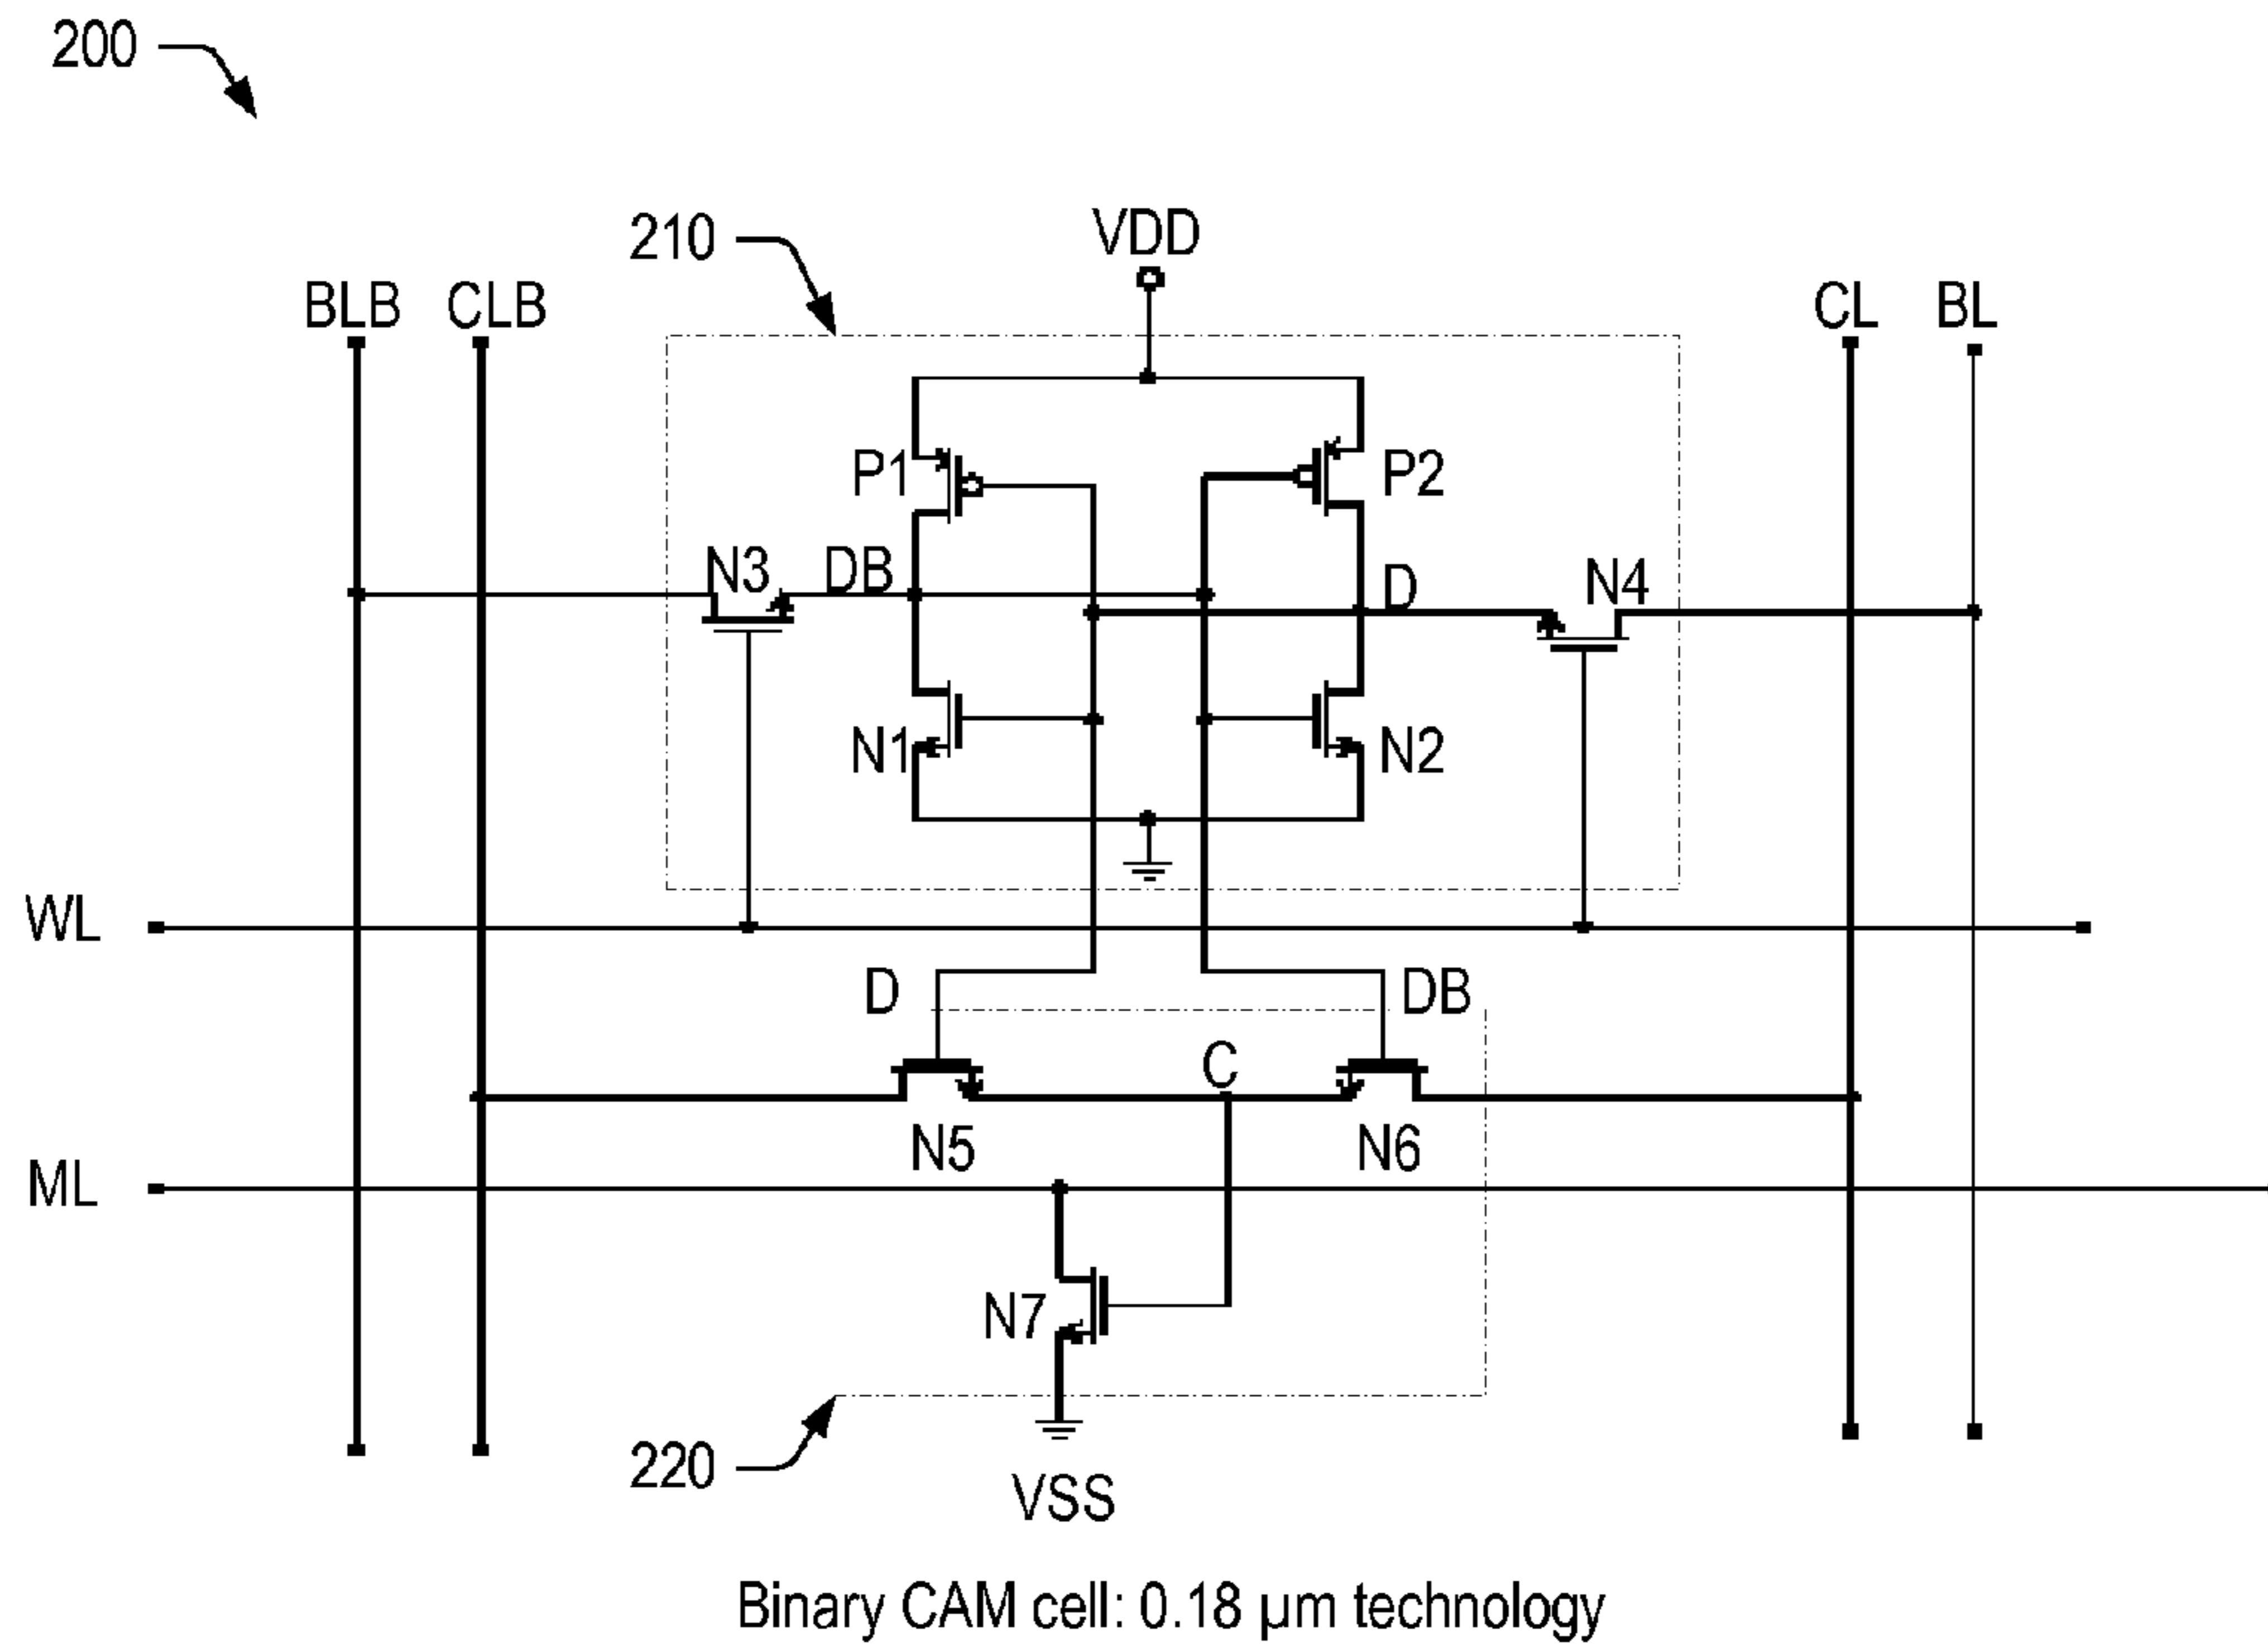 200
210
VDD
BLB CLB
CL BL
P1
P2
N3 DB
D N4
N1
N2
WL
D DB
C
N5 N6
ML
N7
220
VSS
Binary CAM cell: 0.18 µm technology